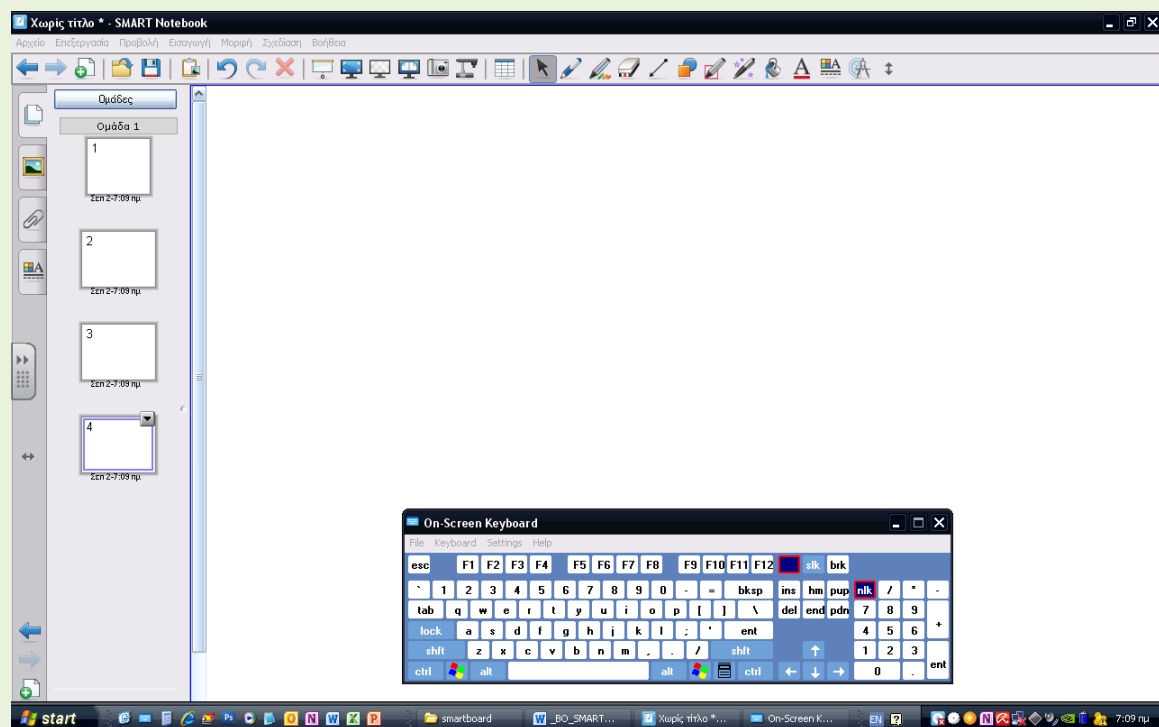 Χωρίς τίτλο * - SMART Notebook
Αρχείο Επεξεργασία Προβολή Εισαγωγή Μορφή Σχεδίαση Βοήθεια
Ομάδες
Ομάδα 1
1
Σεπ 2-7:09 πμ
2
Σεπ 2-7:09 πμ
3
Σεπ 2-7:09 πμ
4
Σεπ 2-7:09 πμ
On-Screen Keyboard
File Keyboard Settings Help
esc F1 F2 F3 F4 F5 F6 F7 F8 F9 F10 F11 F12 slk brk
` 1 2 3 4 5 6 7 8 9 0 - = bksp ins hm pup nlk / * -
tab q w e r t y u i o p [ ] \ del end pdn 7 8 9 +
lock a s d f g h j k l ; ' ent 4 5 6
shft z x c v b n m , . / shft ↑ 1 2 3 ent
ctrl alt alt ctrl ← ↓ → 0 .
start smartboard _BO_SMART... Χωρίς τίτλο *... On-Screen K... EN 7:09 πμ